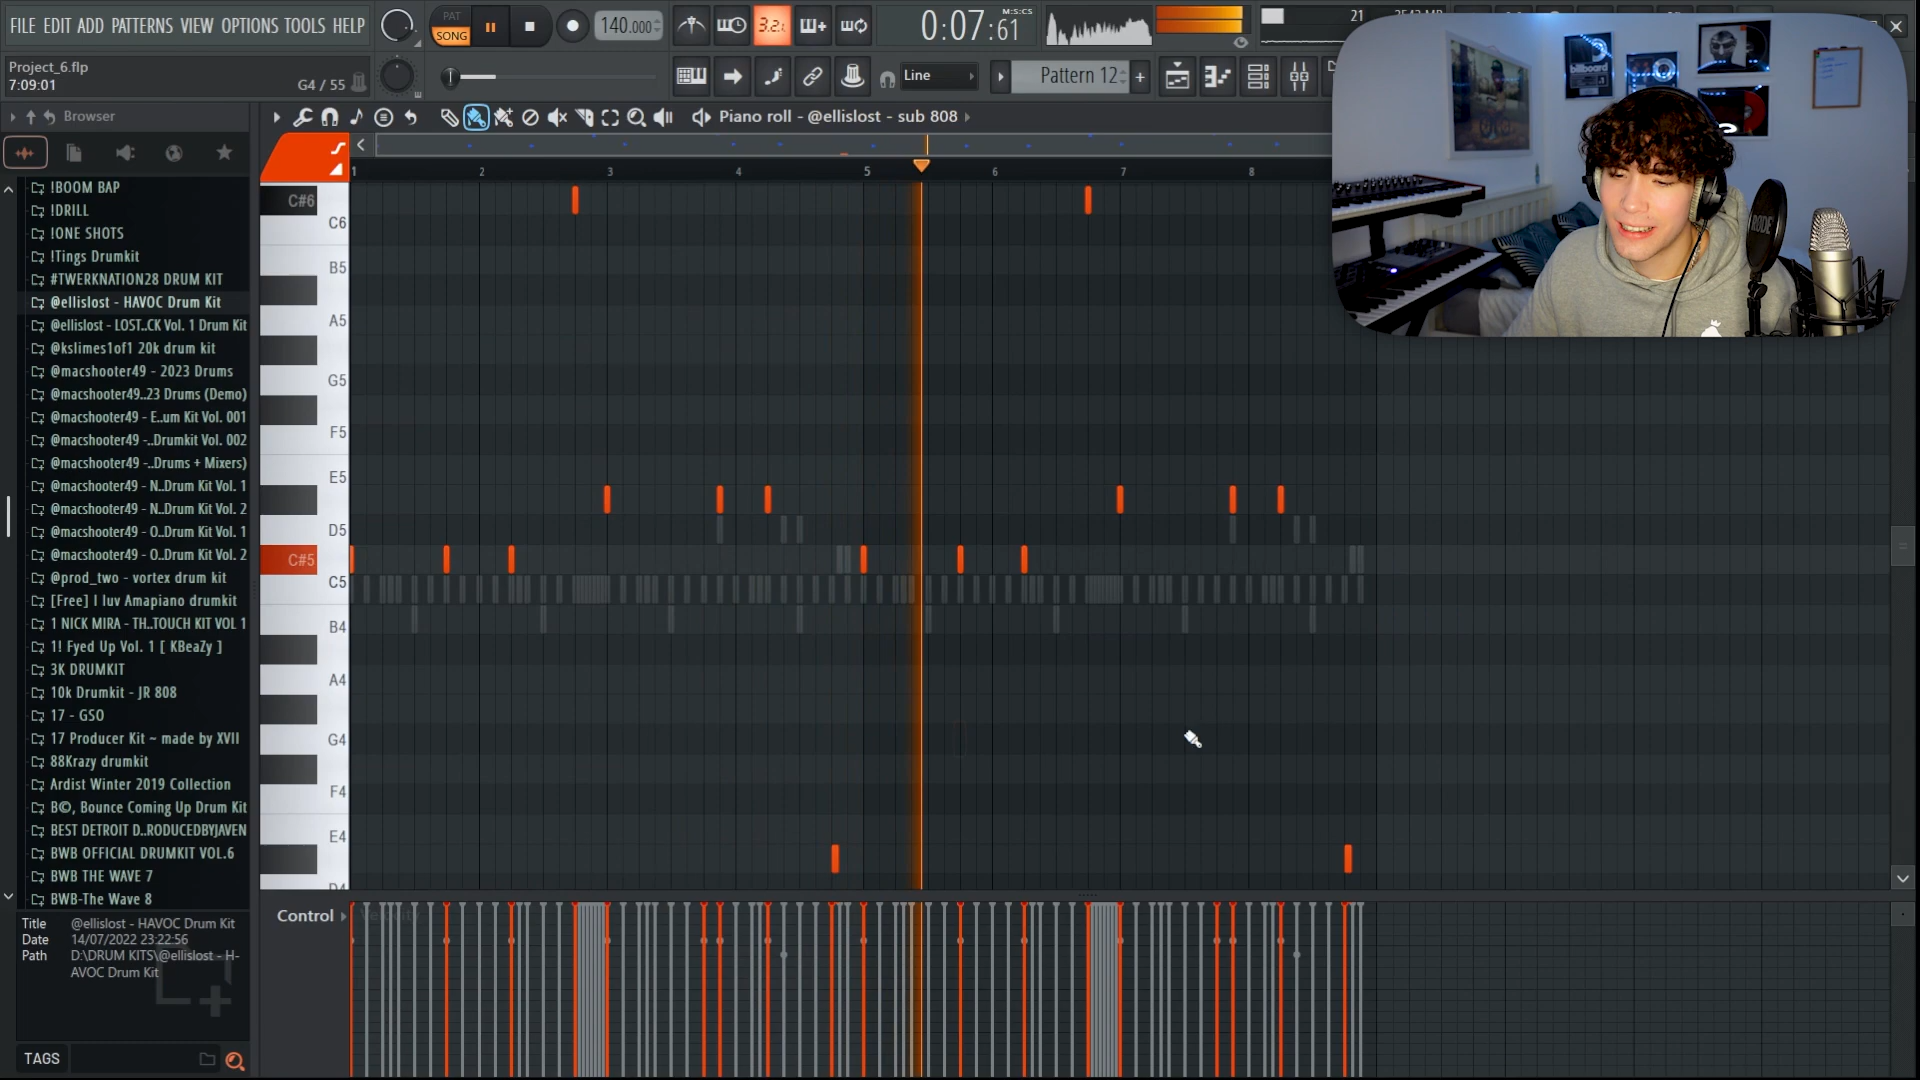 FILE EDIT ADD PATTERNS VIEW OPTIONS TOOLS HELP
PAT
SONG
140.000
3.2.
0:07:61
M:S:CS
21
Project_6.flp
7:09:01
G4 / 55
Line
Pattern 12
Browser
Piano roll - @ellislost - sub 808
1 2 3 4 5 6 7 8
!BOOM BAP
!DRILL
!ONE SHOTS
!Tings Drumkit
#TWERKNATION28 DRUM KIT
@ellislost - HAVOC Drum Kit
@ellislost - LOST..CK Vol. 1 Drum Kit
@kslimes1of1 20k drum kit
@macshooter49 - 2023 Drums
@macshooter49..23 Drums (Demo)
@macshooter49 - E..um Kit Vol. 001
@macshooter49 -..Drumkit Vol. 002
@macshooter49 -..Drums + Mixers)
@macshooter49 - N..Drum Kit Vol. 1
@macshooter49 - N..Drum Kit Vol. 2
@macshooter49 - O..Drum Kit Vol. 1
@macshooter49 - O..Drum Kit Vol. 2
@prod_two - vortex drum kit
[Free] I luv Amapiano drumkit
1 NICK MIRA - TH..TOUCH KIT VOL 1
1! Fyed Up Vol. 1 [ KBeaZy ]
3K DRUMKIT
10k Drumkit - JR 808
17 - GSO
17 Producer Kit ~ made by XVII
88Krazy drumkit
Ardist Winter 2019 Collection
B©, Bounce Coming Up Drum Kit
BEST DETROIT D..RODUCEDBYJAVEN
BWB OFFICIAL DRUMKIT VOL.6
BWB THE WAVE 7
BWB-The Wave 8
C#6
C6
B5
A5
G5
F5
E5
D5
C#5
C5
B4
A4
G4
F4
E4
D4
Control
Title @ellislost - HAVOC Drum Kit
Date 14/07/2022 23:22:56
Path D:\DRUM KITS\@ellislost - H-
AVOC Drum Kit
TAGS
RODE
billboard